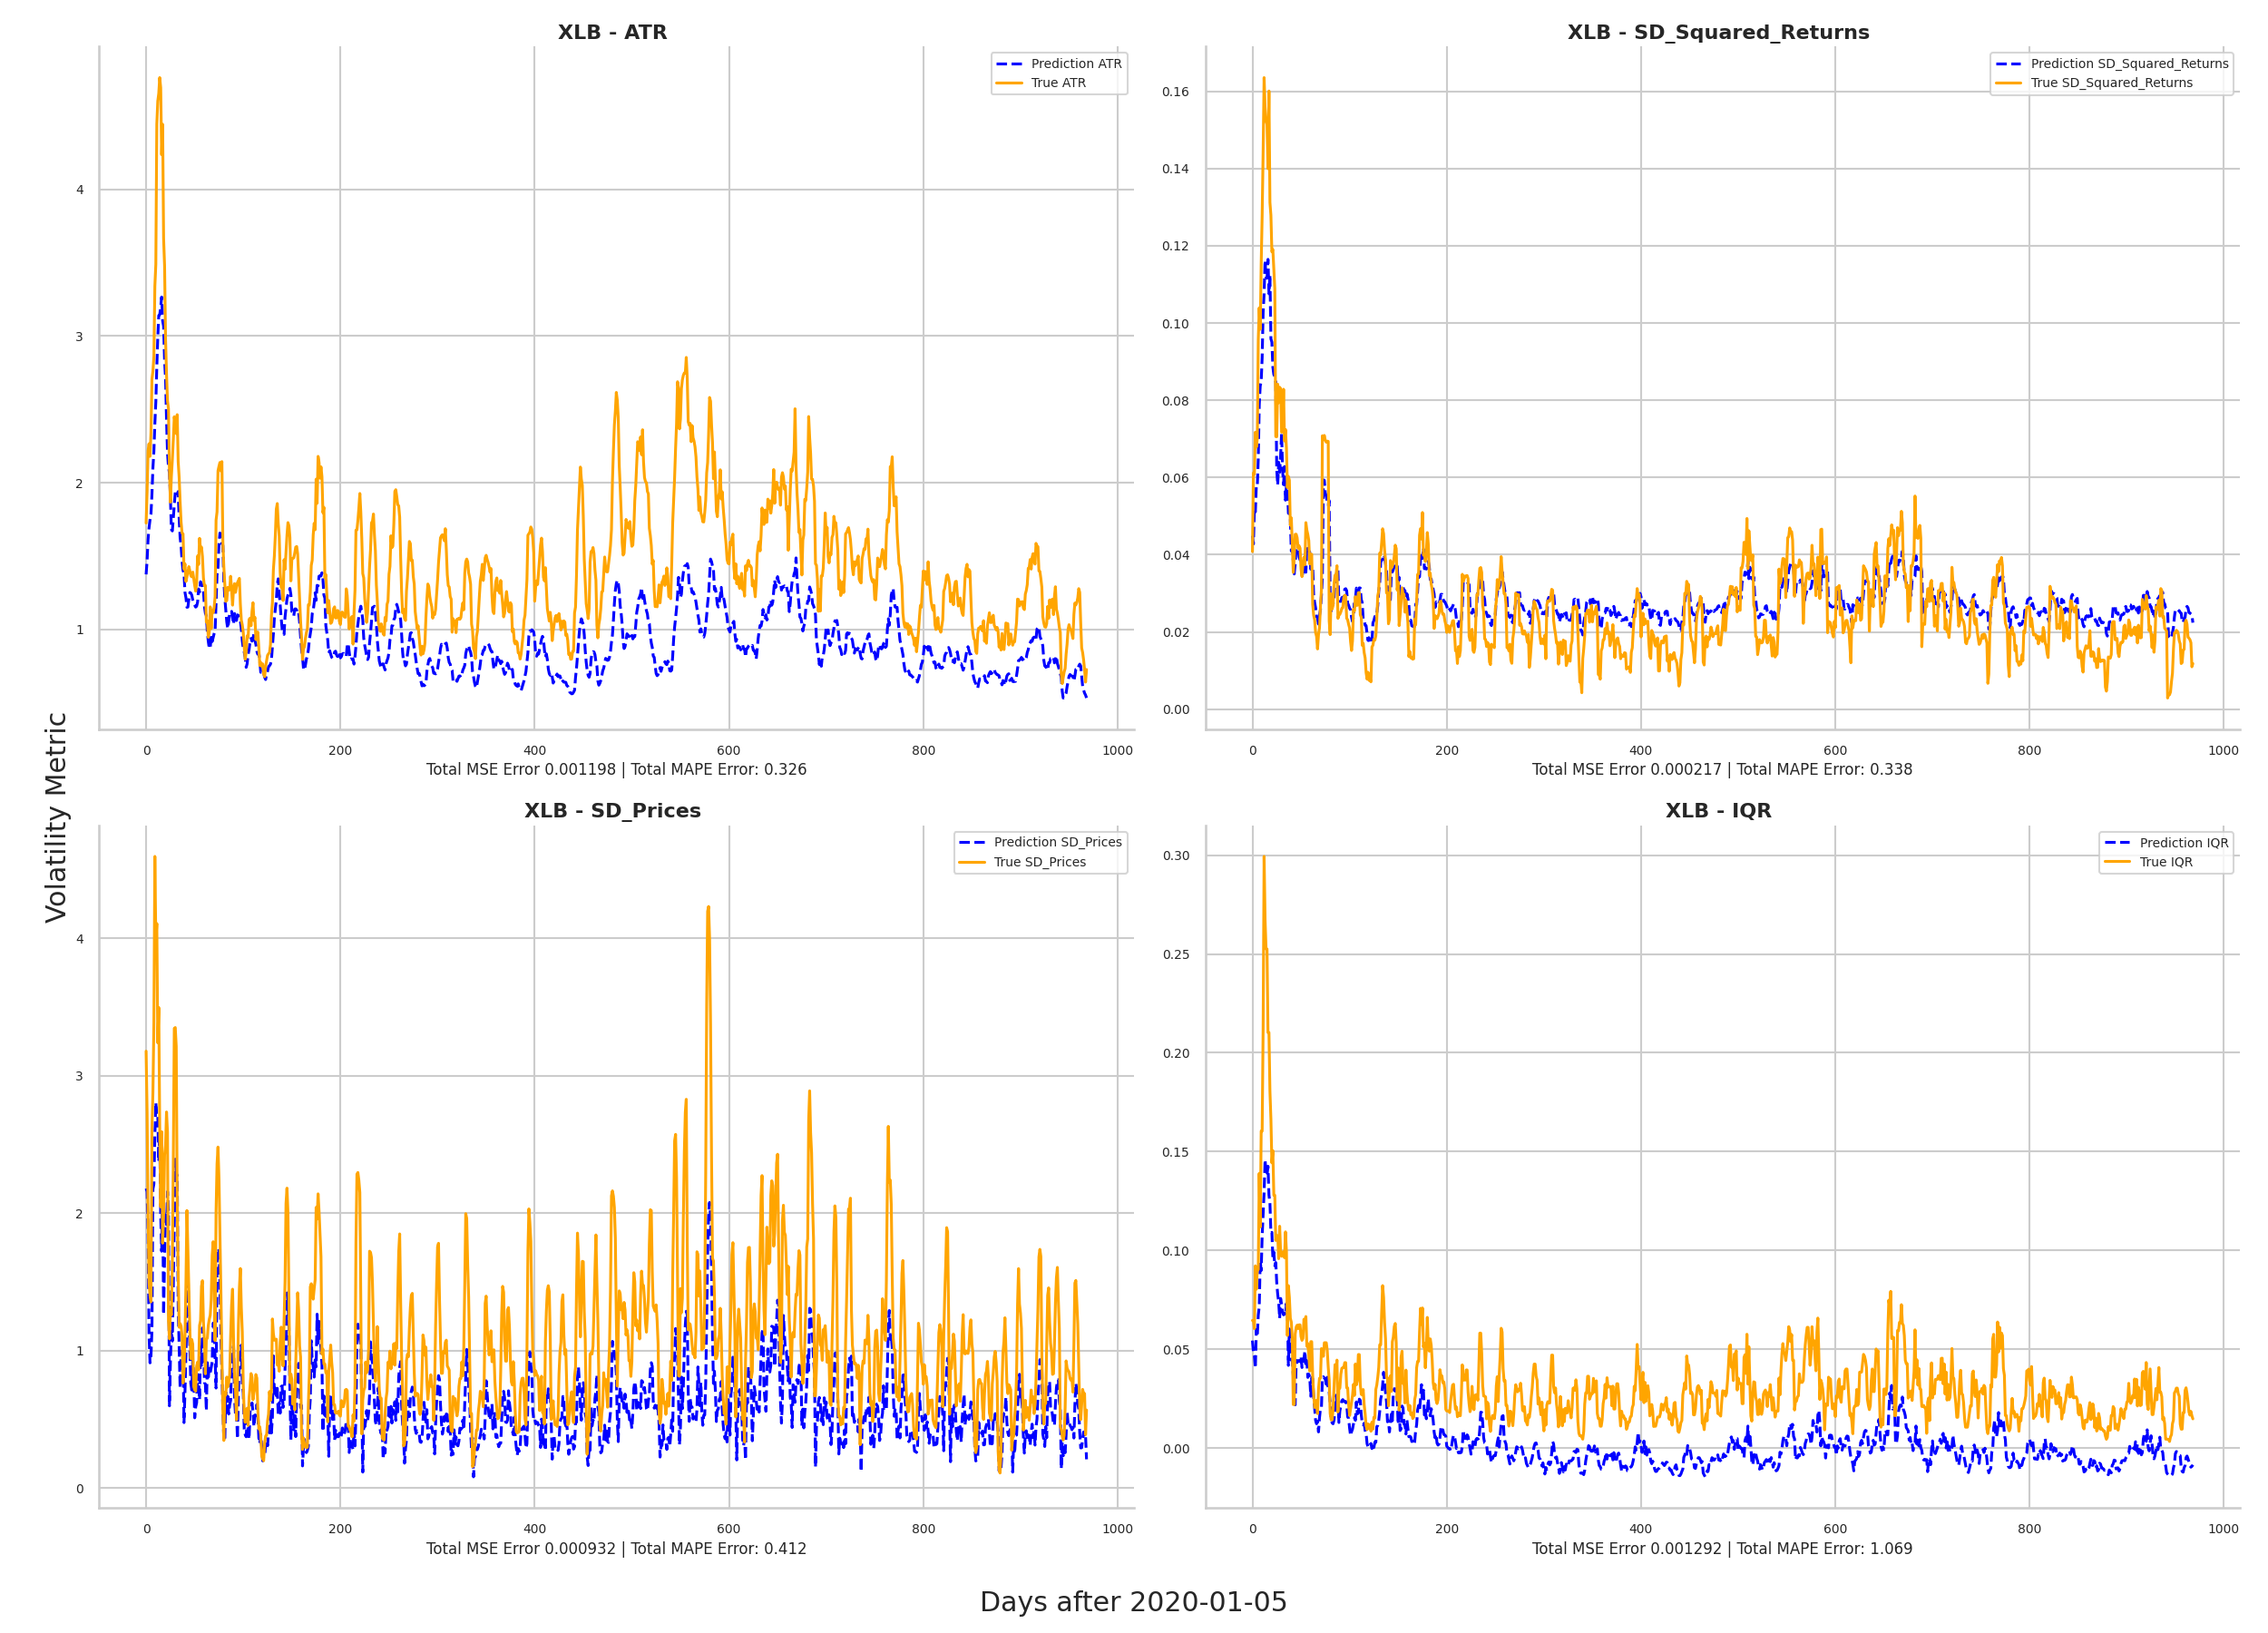 XLB - ATR
Prediction ATR
True ATR
4
3
2
1
0 200 400 600 800 1000
Total MSE Error 0.001198 | Total MAPE Error: 0.326
XLB - SD_Squared_Returns
Prediction SD_Squared_Returns
True SD_Squared_Returns
0.16
0.14
0.12
0.10
0.08
0.06
0.04
0.02
0.00
0 200 400 600 800 1000
Total MSE Error 0.000217 | Total MAPE Error: 0.338
Volatility Metric
XLB - SD_Prices
Prediction SD_Prices
True SD_Prices
4
3
2
1
0
0 200 400 600 800 1000
Total MSE Error 0.000932 | Total MAPE Error: 0.412
XLB - IQR
Prediction IQR
True IQR
0.30
0.25
0.20
0.15
0.10
0.05
0.00
0 200 400 600 800 1000
Total MSE Error 0.001292 | Total MAPE Error: 1.069
Days after 2020-01-05